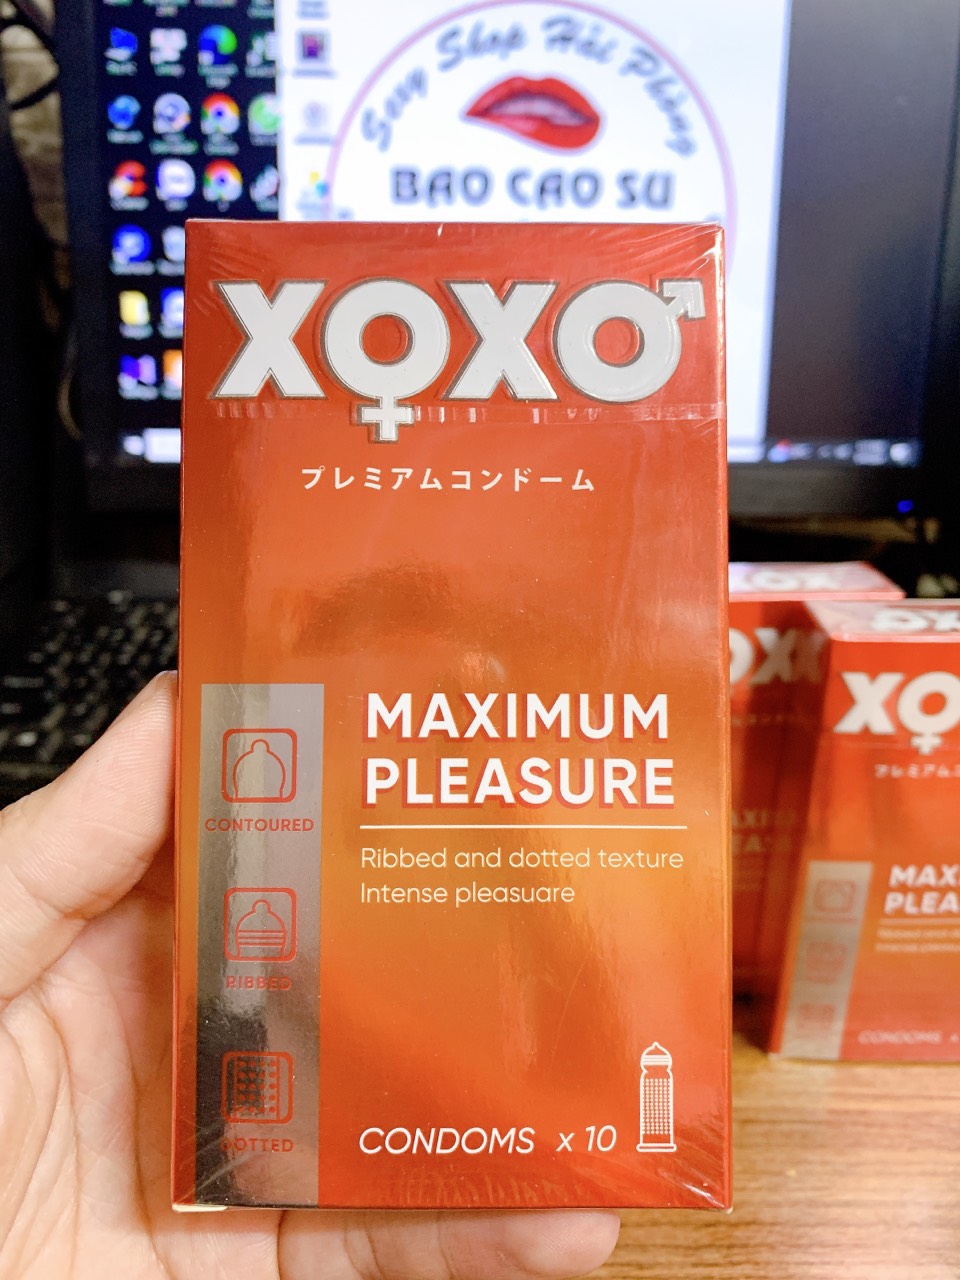 Sexy Shop Hải Phòng
BAO CAO SU
XOXO
プレミアムコンドーム
MAXIMUM
PLEASURE
Ribbed and dotted texture
Intense pleasuare
CONTOURED
RIBBED
DOTTED
CONDOMS x 10
XO
プレミアムコ
MAXI
PLEA
CONDOMS x